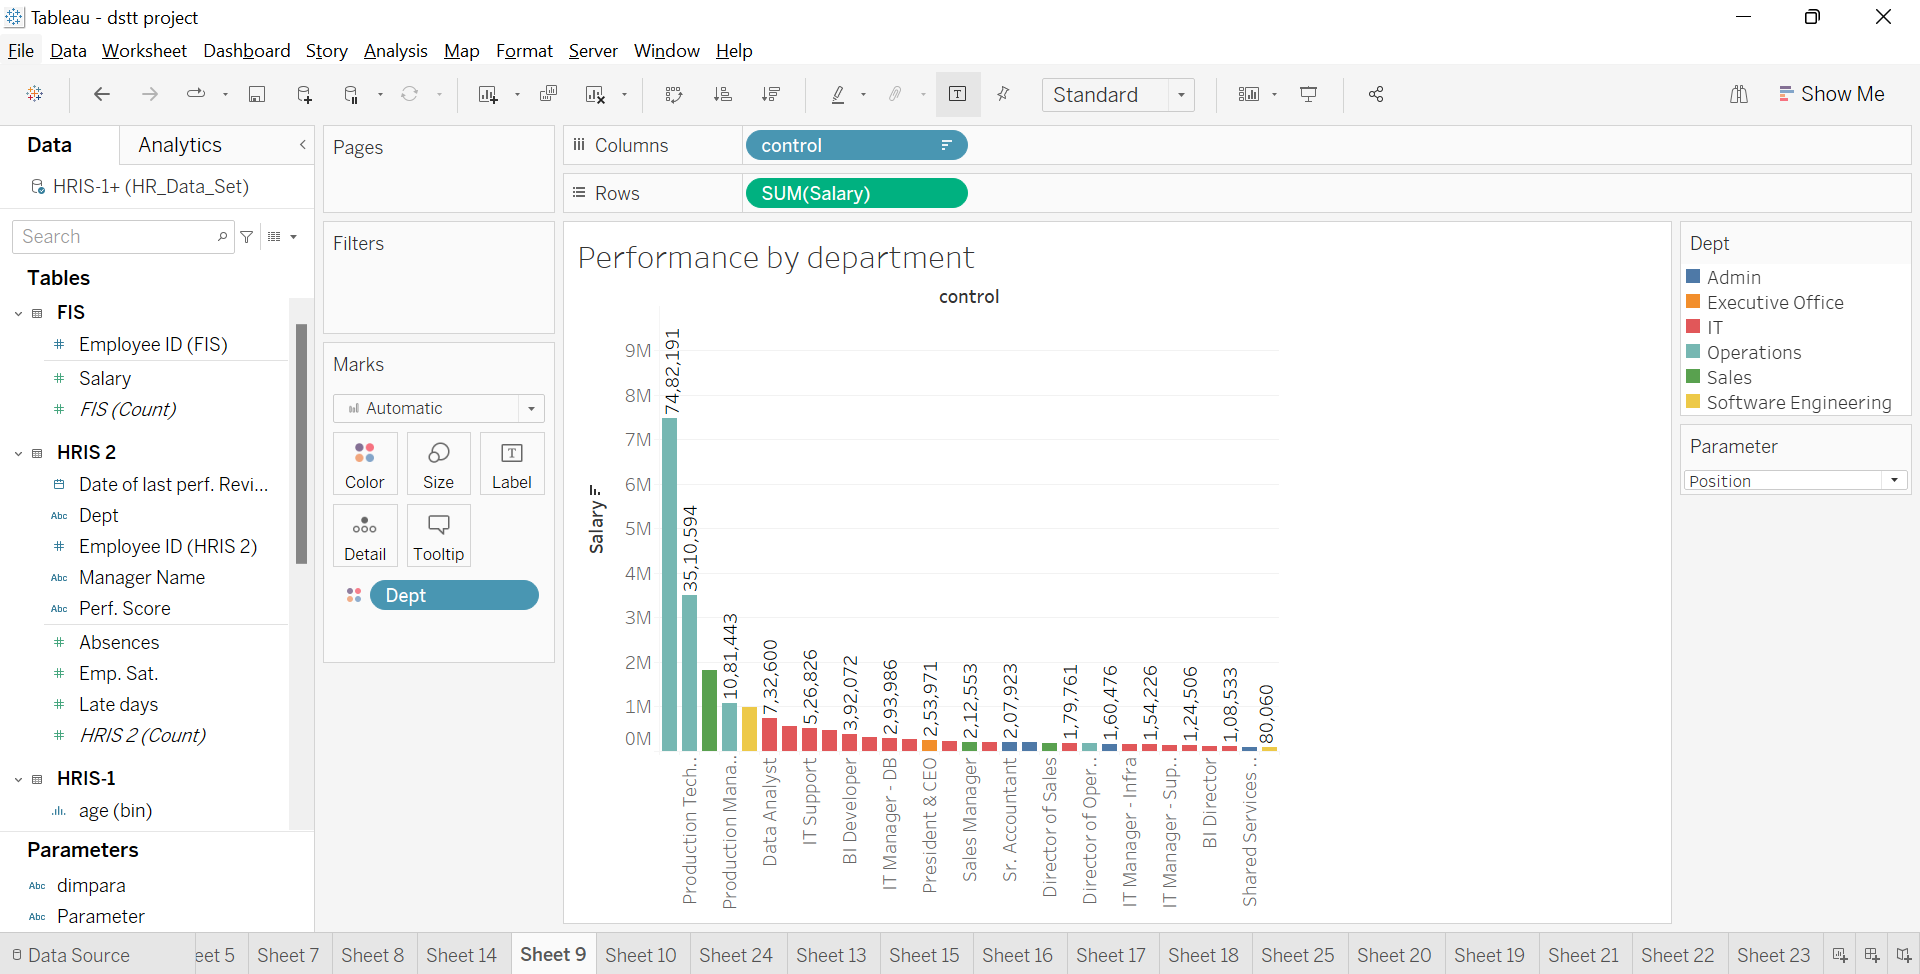 Tableau - dstt project
File Data Worksheet Dashboard Story Analysis Map Format Server Window Help
Standard
Show Me
Data
Analytics
HRIS-1+ (HR_Data_Set)
Search
Tables
FIS
# Employee ID (FIS)
# Salary
# FIS (Count)
HRIS 2
Date of last perf. Revi...
Abc Dept
# Employee ID (HRIS 2)
Abc Manager Name
Abc Perf. Score
# Absences
# Emp. Sat.
# Late days
# HRIS 2 (Count)
HRIS-1
age (bin)
Parameters
Abc dimpara
Abc Parameter
Pages
Filters
Marks
Automatic
Color
Size
T
Label
Detail
Tooltip
Dept
Columns
control
Rows
SUM(Salary)
Performance by department
control
Salary
9M
8M
7M
6M
5M
4M
3M
2M
1M
0M
74,82,191
35,10,594
10,81,443
7,32,600
5,26,826
3,92,072
2,93,986
2,53,971
2,12,553
2,07,923
1,79,761
1,60,476
1,54,226
1,24,506
1,08,533
80,060
Production Tech..
Production Mana..
Data Analyst
IT Support
BI Developer
IT Manager - DB
President & CEO
Sales Manager
Sr. Accountant
Director of Sales
Director of Oper..
IT Manager - Infra
IT Manager - Sup..
BI Director
Shared Services ..
Dept
Admin
Executive Office
IT
Operations
Sales
Software Engineering
Parameter
Position
Data Source
eet 5
Sheet 7
Sheet 8
Sheet 14
Sheet 9
Sheet 10
Sheet 24
Sheet 13
Sheet 15
Sheet 16
Sheet 17
Sheet 18
Sheet 25
Sheet 20
Sheet 19
Sheet 21
Sheet 22
Sheet 23